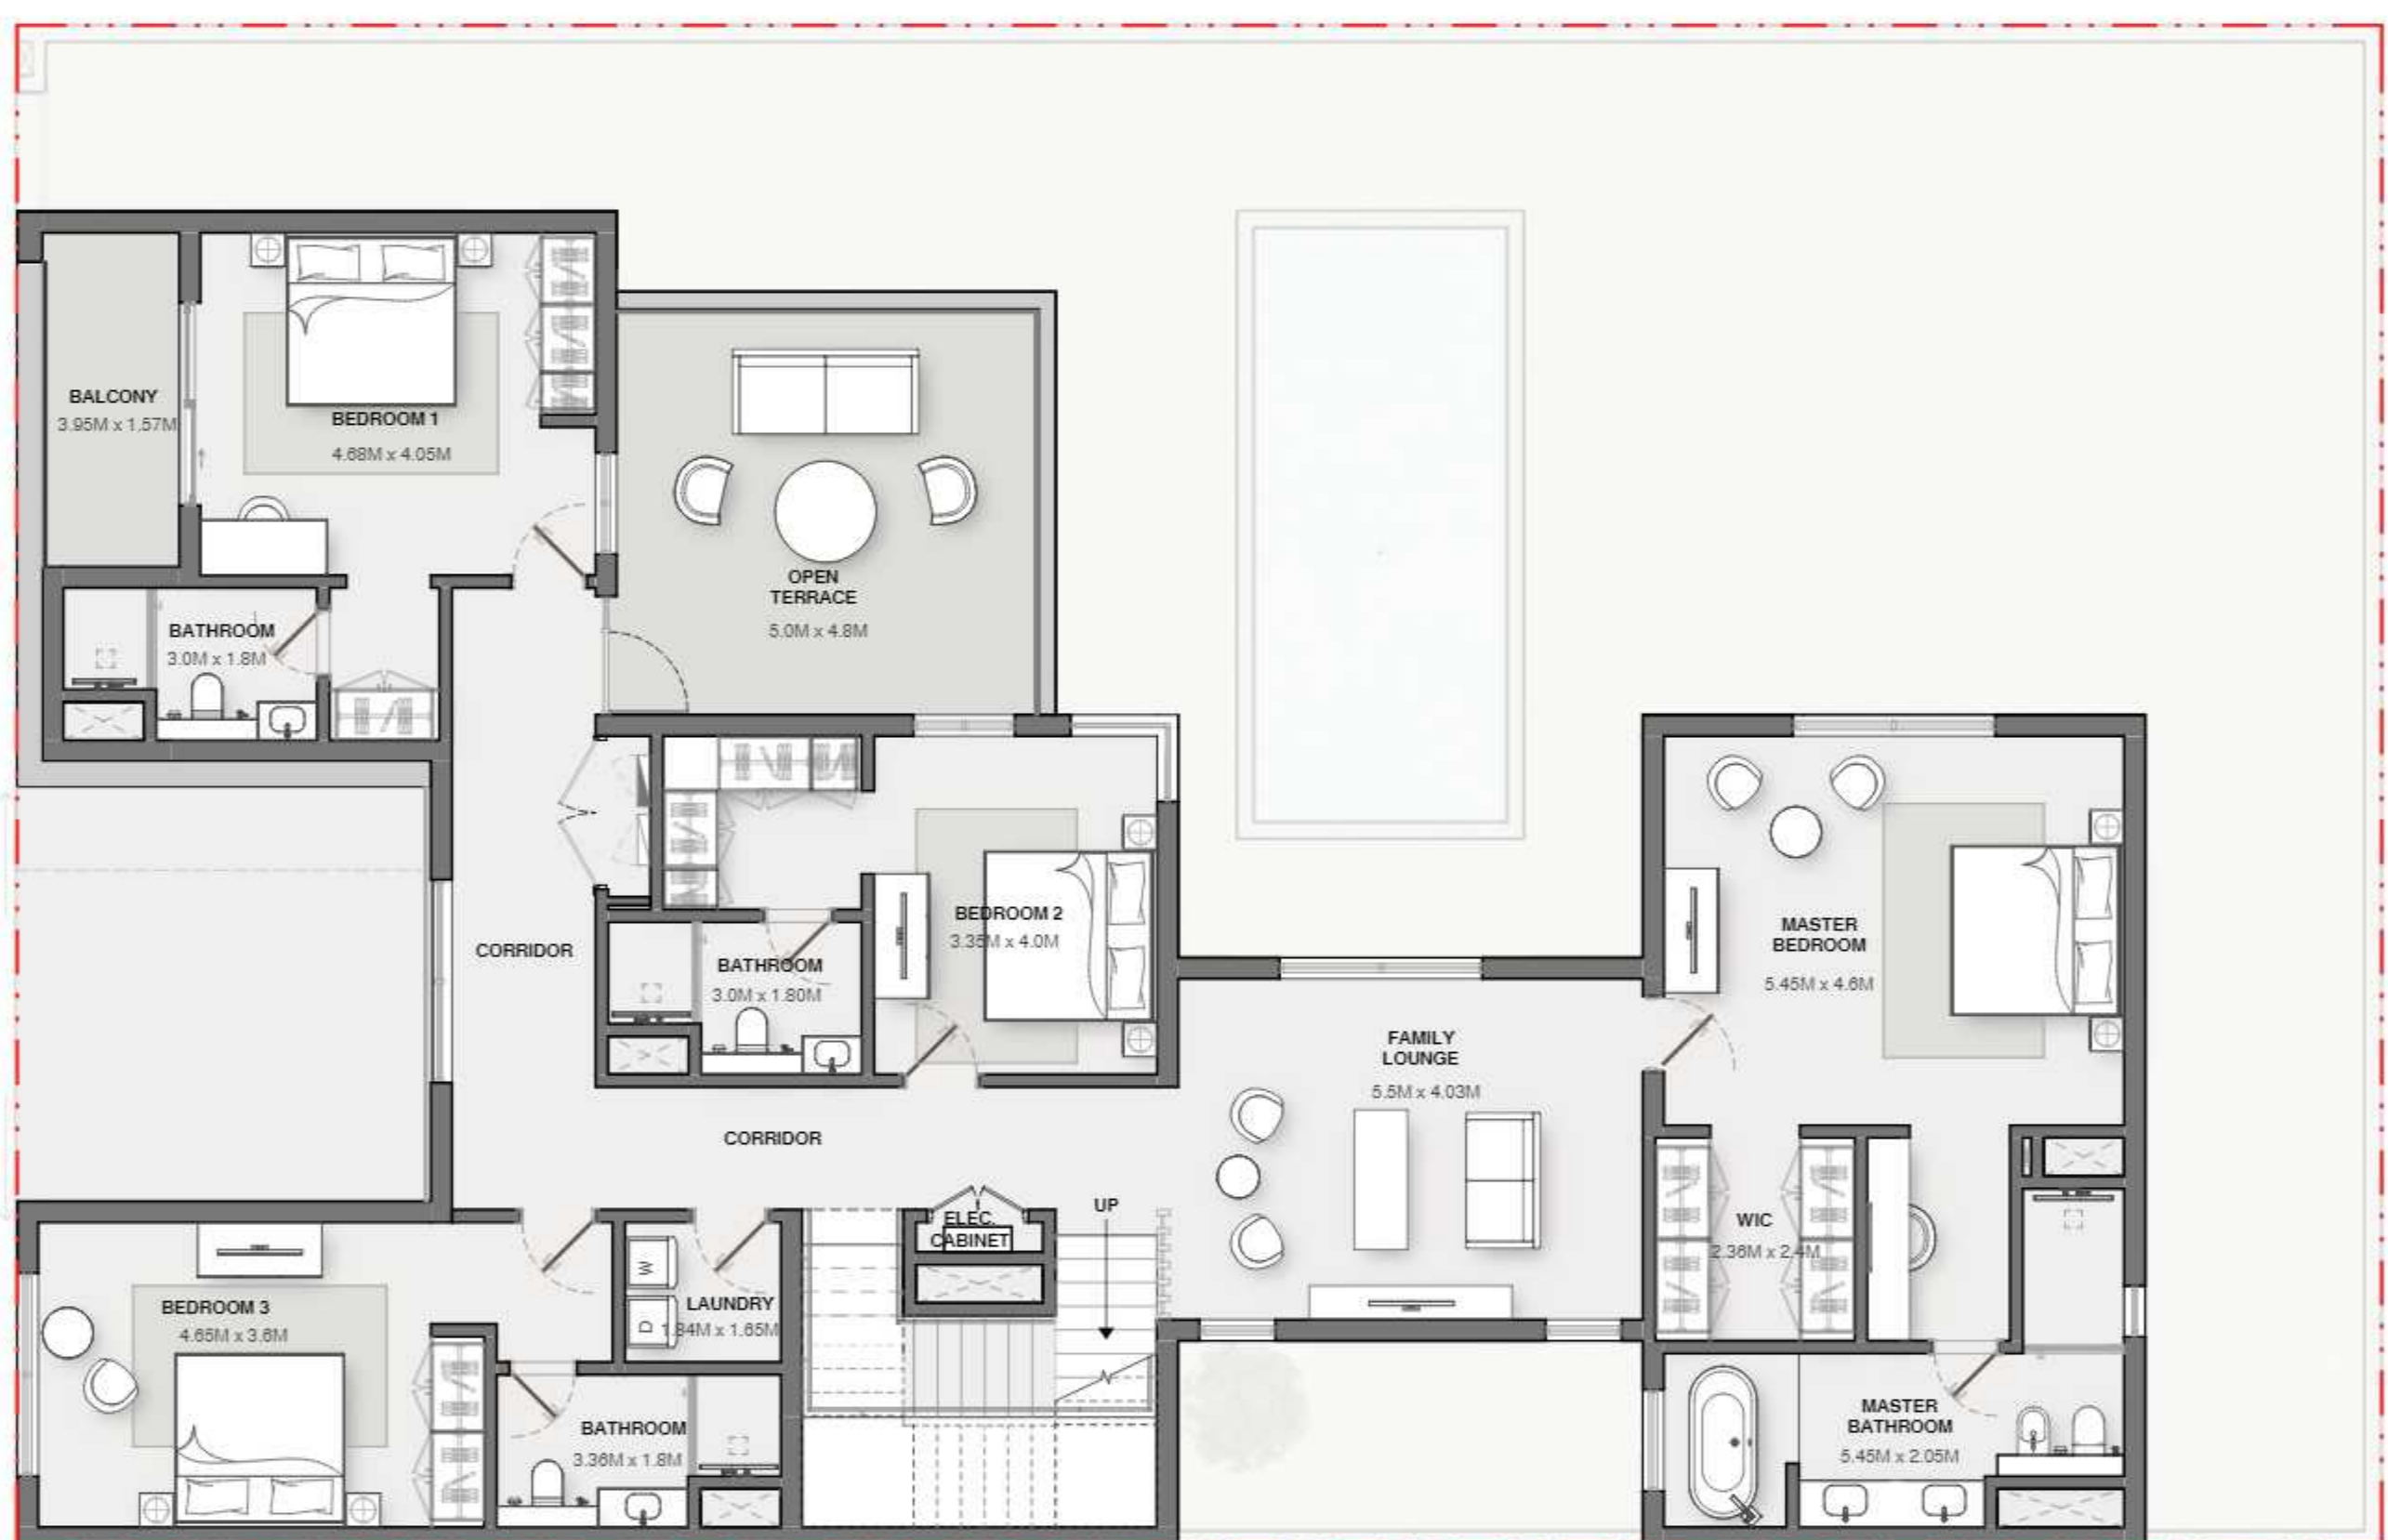 BALCONY
3.95M x 1.57M
BEDROOM 1
4.68M x 4.05M
OPEN
TERRACE
5.0M x 4.8M
BATHROOM
3.0M x 1.8M
CORRIDOR
BEDROOM 2
3.35M x 4.0M
BATHROOM
3.0M x 1.80M
MASTER
BEDROOM
5.45M x 4.6M
FAMILY
LOUNGE
5.5M x 4.03M
CORRIDOR
UP
ELEC.
CABINET
WIC
2.36M x 2.4M
W
D
LAUNDRY
1.84M x 1.65M
BEDROOM 3
4.65M x 3.6M
BATHROOM
3.36M x 1.8M
MASTER
BATHROOM
5.45M x 2.05M